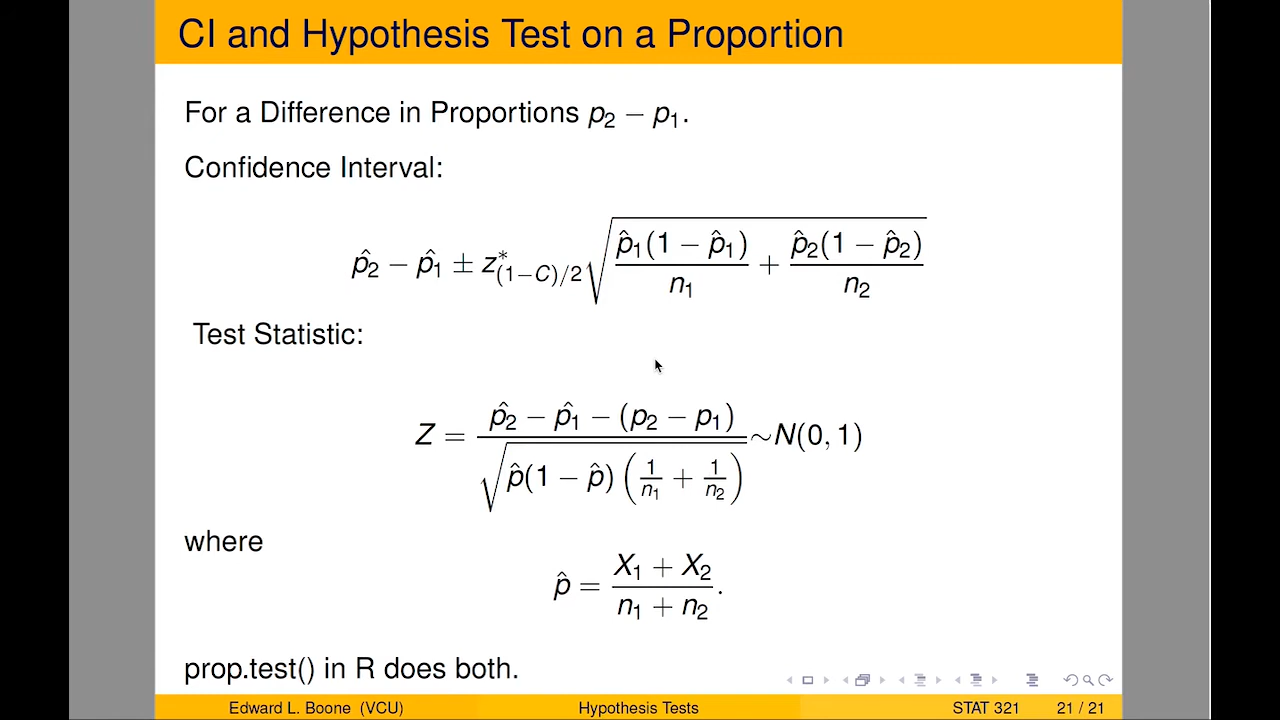 CI and Hypothesis Test on a Proportion
For a Difference in Proportions p₂ − p₁.
Confidence Interval:
p̂₂ − p̂₁ ± z*₍₁₋C₎/₂ √( p̂₁(1 − p̂₁)/n₁ + p̂₂(1 − p̂₂)/n₂ )
Test Statistic:
Z = ( p̂₂ − p̂₁ − (p₂ − p₁) ) / √( p̂(1 − p̂) ( 1/n₁ + 1/n₂ ) ) ~ N(0, 1)
where
p̂ = (X₁ + X₂) / (n₁ + n₂).
prop.test() in R does both.
Edward L. Boone (VCU) Hypothesis Tests STAT 321 21 / 21